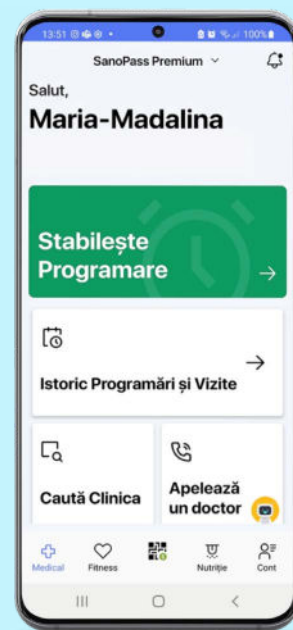 13:51
100%
SanoPass Premium
Salut,
Maria-Madalina
Stabilește
Programare
Istoric Programări și Vizite
Caută Clinica
Apelează
un doctor
Medical
Fitness
Nutriție
Cont